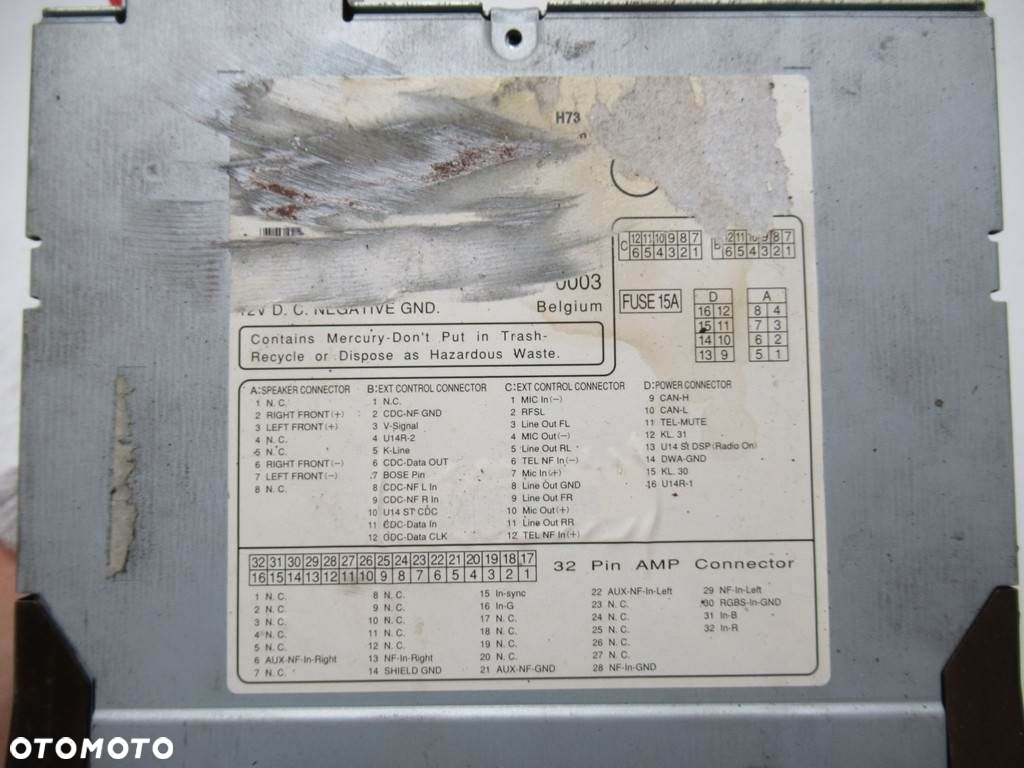 H73
C 12 11 10 9 8 7
6 5 4 3 2 1
12 11 10 9 8 7
6 5 4 3 2 1
0003
12V D. C. NEGATIVE GND.
Belgium
FUSE 15A
D
16 12
15 11
14 10
13 9
A
8 4
7 3
6 2
5 1
Contains Mercury-Don't Put in Trash-
Recycle or Dispose as Hazardous Waste.
A:SPEAKER CONNECTOR
1 N. C.
2 RIGHT FRONT(+)
3 LEFT FRONT(+)
4 N. C.
5 N. C.
6 RIGHT FRONT(-)
7 LEFT FRONT(-)
8 N. C.
B:EXT CONTROL CONNECTOR
1 N.C.
2 CDC-NF GND
3 V-Signal
4 U14R-2
5 K-Line
6 CDC-Data OUT
7 BOSE Pin
8 CDC-NF L In
9 CDC-NF R In
10 U14 ST CDC
11 CDC-Data In
12 CDC-Data CLK
C:EXT CONTROL CONNECTOR
1 MIC In(-)
2 RFSL
3 Line Out FL
4 MIC Out(-)
5 Line Out RL
6 TEL NF In(-)
7 Mic In(+)
8 Line Out GND
9 Line Out FR
10 Mic Out(+)
11 Line Out RR
12 TEL NF In(+)
D:POWER CONNECTOR
9 CAN-H
10 CAN-L
11 TEL-MUTE
12 KL. 31
13 U14 St DSP (Radio On)
14 DWA-GND
15 KL. 30
16 U14R-1
32 31 30 29 28 27 26 25 24 23 22 21 20 19 18 17
16 15 14 13 12 11 10 9 8 7 6 5 4 3 2 1
32 Pin AMP Connector
1 N. C.
2 N. C.
3 N. C.
4 N. C.
5 N. C.
6 AUX-NF-In-Right
7 N. C.
8 N. C.
9 N. C.
10 N. C.
11 N. C.
12 N. C.
13 NF-In-Right
14 SHIELD GND
15 In-sync
16 In-G
17 N. C.
18 N. C.
19 N. C.
20 N. C.
21 AUX-NF-GND
22 AUX-NF-In-Left
23 N. C.
24 N. C.
25 N. C.
26 N. C.
27 N. C.
28 NF-In-GND
29 NF-In-Left
30 RGBS-In-GND
31 In-B
32 In-R
OTOMOTO